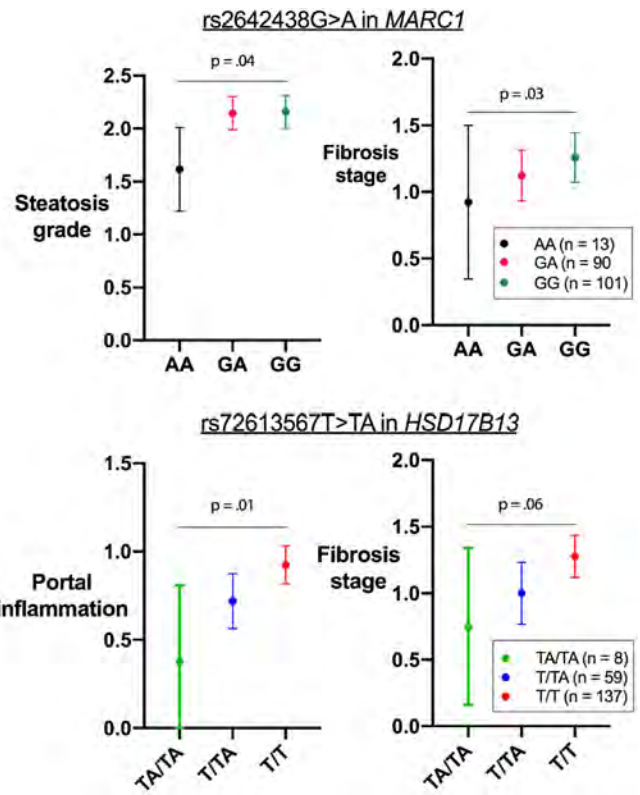 rs2642438G>A in MARC1
p = .04
2.5
2.0
1.5
1.0
0.5
0.0
Steatosis
grade
AA
GA
GG
p = .03
2.0
1.5
1.0
0.5
0.0
Fibrosis
stage
AA (n = 13)
GA (n = 90
GG (n = 101)
AA
GA
GG
rs72613567T>TA in HSD17B13
p = .01
1.5
1.0
0.5
0.0
Portal
inflammation
TA/TA
T/TA
T/T
p = .06
2.0
1.5
1.0
0.5
0.0
Fibrosis
stage
TA/TA (n = 8)
T/TA (n = 59)
T/T (n = 137)
TA/TA
T/TA
T/T